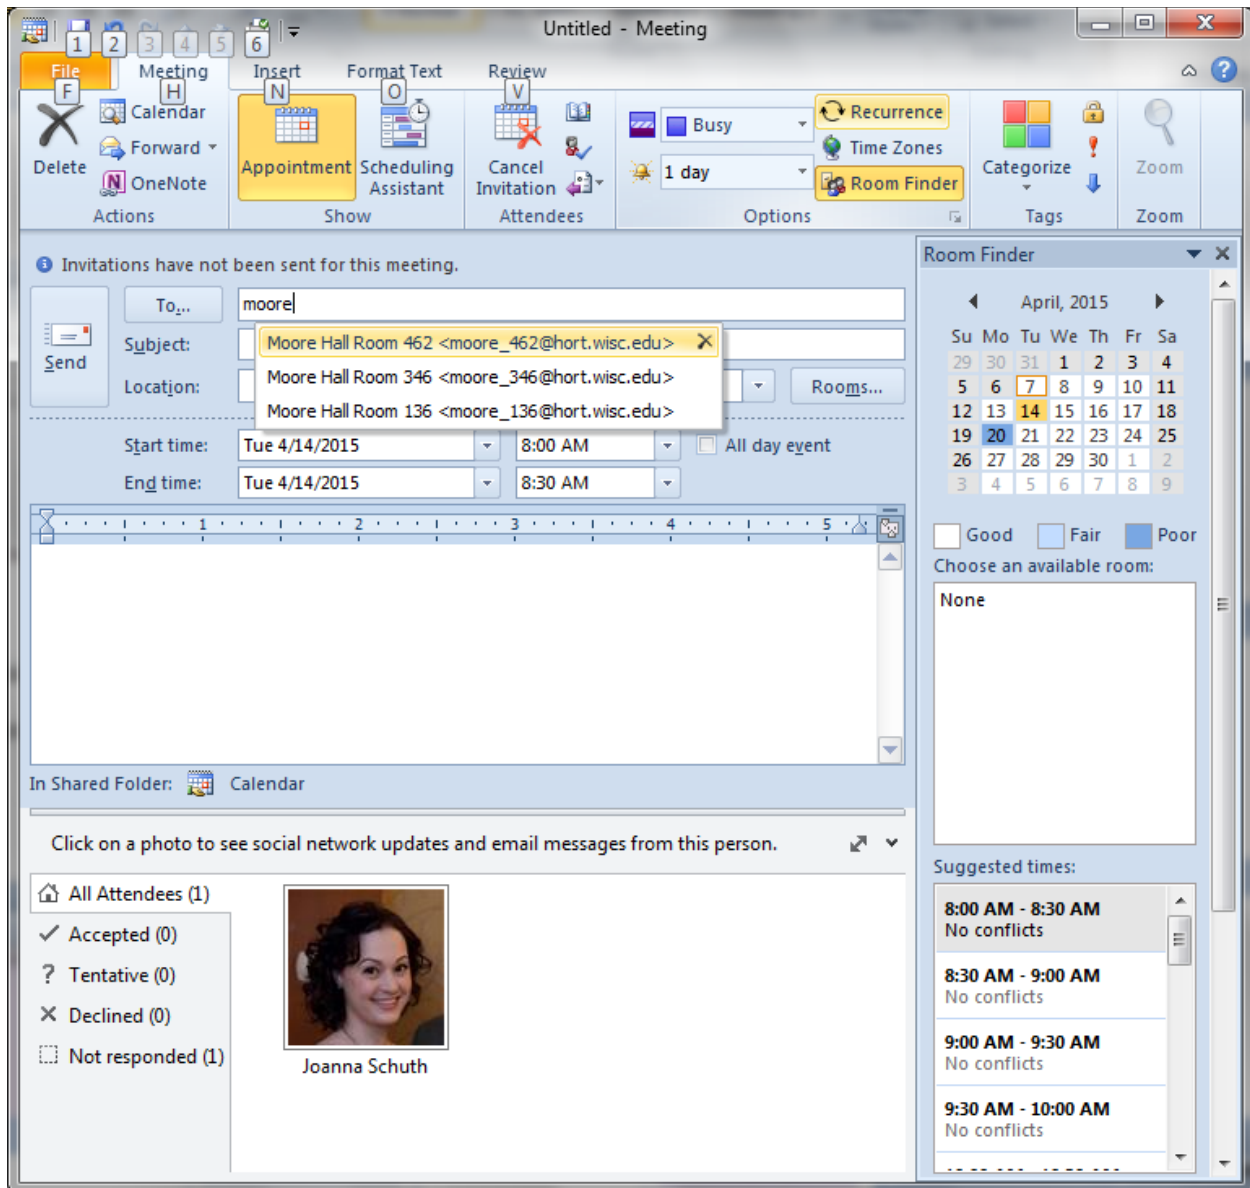 Untitled - Meeting
1 2 3 4 5 6
File Meeting Insert Format Text Review
F H N O V
Delete
Calendar
Forward
OneNote
Actions
Appointment
Scheduling Assistant
Show
Cancel Invitation
Attendees
Busy
1 day
Recurrence
Time Zones
Room Finder
Options
Categorize
Tags
Zoom
Zoom
Invitations have not been sent for this meeting.
Send
To... moore
Subject:
Location: Rooms...
Moore Hall Room 462 <moore_462@hort.wisc.edu>
Moore Hall Room 346 <moore_346@hort.wisc.edu>
Moore Hall Room 136 <moore_136@hort.wisc.edu>
Start time: Tue 4/14/2015 8:00 AM All day event
End time: Tue 4/14/2015 8:30 AM
1 2 3 4 5
In Shared Folder: Calendar
Click on a photo to see social network updates and email messages from this person.
All Attendees (1)
Accepted (0)
Tentative (0)
Declined (0)
Not responded (1)
Joanna Schuth
Room Finder
April, 2015
Su Mo Tu We Th Fr Sa
29 30 31 1 2 3 4
5 6 7 8 9 10 11
12 13 14 15 16 17 18
19 20 21 22 23 24 25
26 27 28 29 30 1 2
3 4 5 6 7 8 9
Good Fair Poor
Choose an available room:
None
Suggested times:
8:00 AM - 8:30 AM
No conflicts
8:30 AM - 9:00 AM
No conflicts
9:00 AM - 9:30 AM
No conflicts
9:30 AM - 10:00 AM
No conflicts